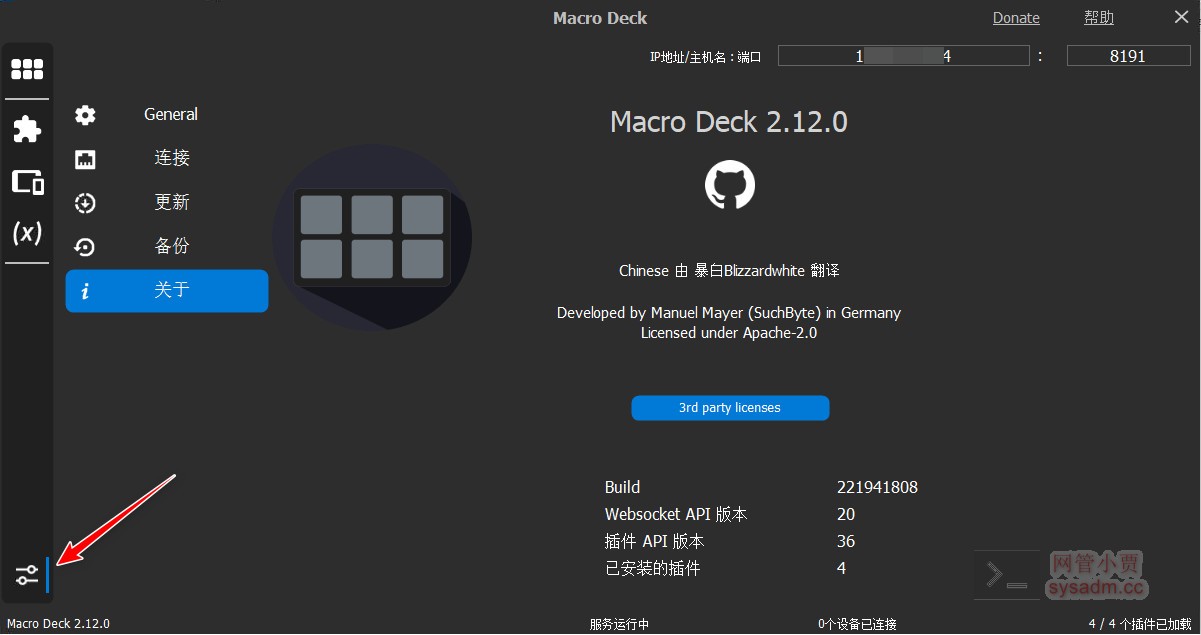 Macro Deck
Donate
帮助
IP地址/主机名：端口
1 4 : 8191
General
连接
更新
备份
关于
(x)
Macro Deck 2.12.0
Chinese 由 暴白Blizzardwhite 翻译
Developed by Manuel Mayer (SuchByte) in Germany
Licensed under Apache-2.0
3rd party licenses
Build 221941808
Websocket API 版本 20
插件 API 版本 36
已安装的插件 4
网管小贾
sysadm.cc
Macro Deck 2.12.0
服务运行中
0个设备已连接
4 / 4 个插件已加载